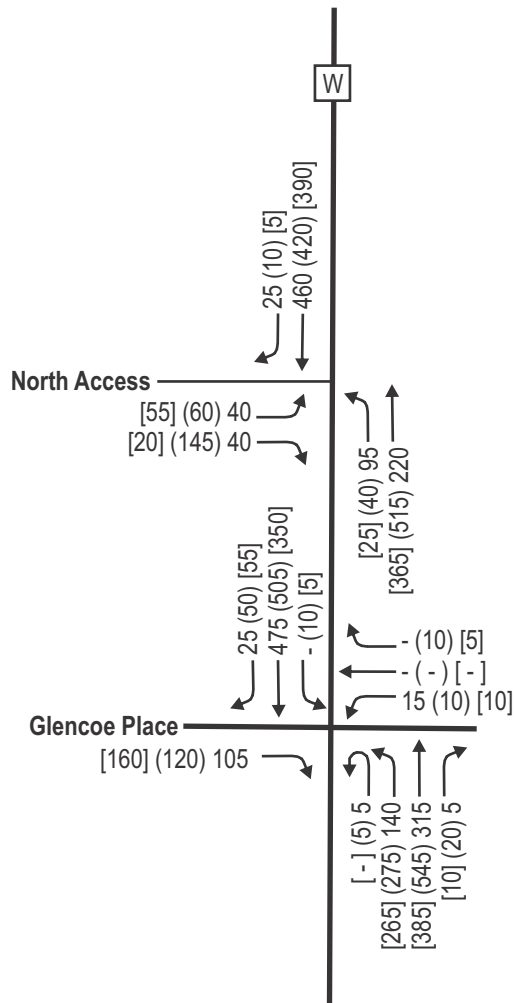 W
25 (10) [5]
460 (420) [390]
North Access
[55] (60) 40
[20] (145) 40
[25] (40) 95
[365] (515) 220
25 (50) [55]
475 (505) [350]
- (10) [5]
- (10) [5]
- ( - ) [ - ]
15 (10) [10]
Glencoe Place
[160] (120) 105
[ - ] (5) 5
[265] (275) 140
[385] (545) 315
[10] (20) 5